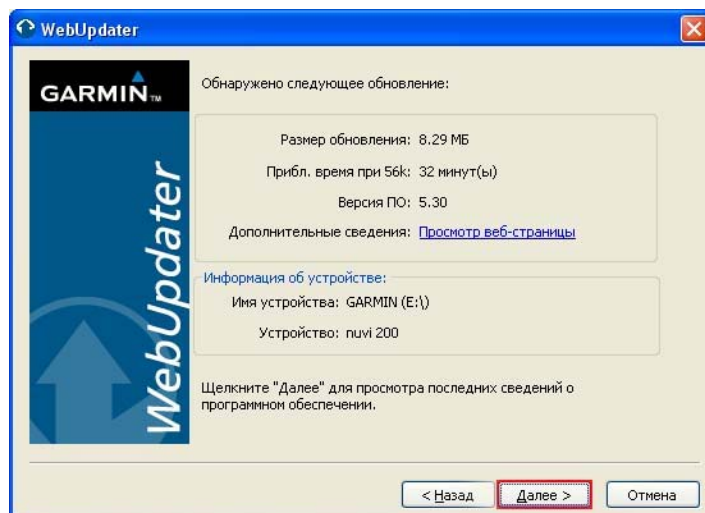 WebUpdater
GARMIN™
WebUpdater
Обнаружено следующее обновление:
Размер обновления: 8.29 МБ
Прибл. время при 56k: 32 минут(ы)
Версия ПО: 5.30
Дополнительные сведения: Просмотр веб-страницы
Информация об устройстве:
Имя устройства: GARMIN (E:\)
Устройство: nuvi 200
Щелкните "Далее" для просмотра последних сведений о
программном обеспечении.
< Назад Далее > Отмена